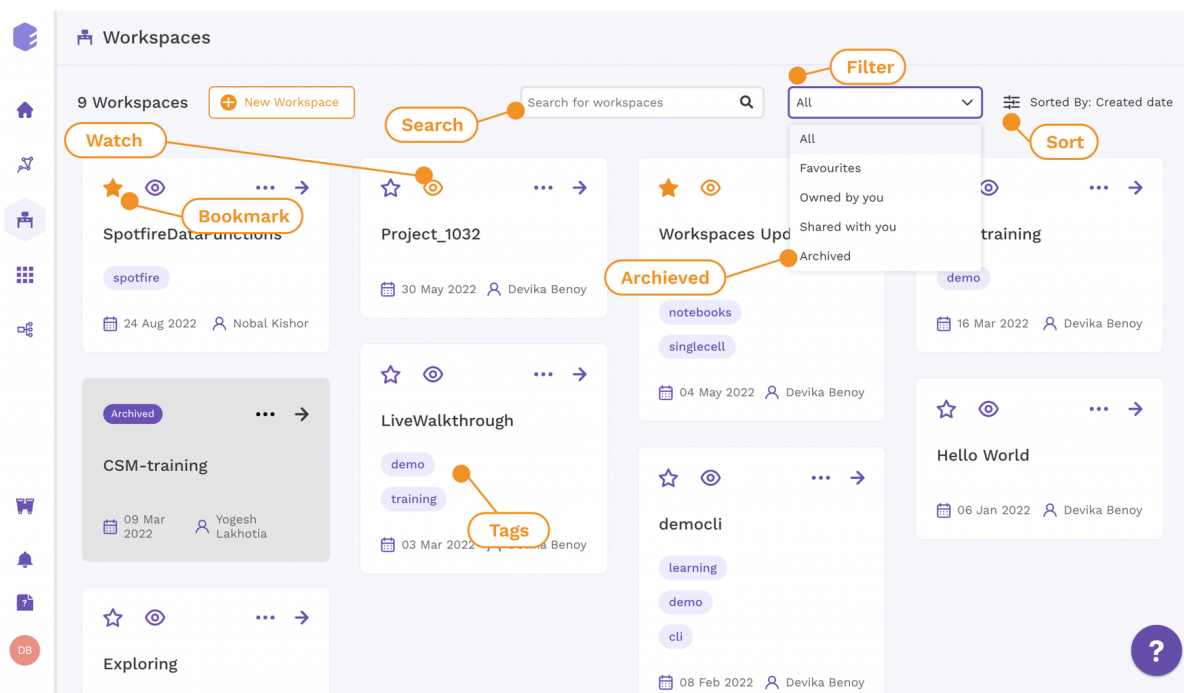 Workspaces
Filter
9 Workspaces
New Workspace
Search for workspaces
All
Sorted By: Created date
Search
Watch
Sort
All
Favourites
Owned by you
Shared with you
Archived
Archieved
Bookmark
SpotfireDataFunctions
spotfire
24 Aug 2022
Nobal Kishor
Project_1032
30 May 2022
Devika Benoy
Workspaces Upd
notebooks
singlecell
04 May 2022
Devika Benoy
training
demo
16 Mar 2022
Devika Benoy
Archived
CSM-training
09 Mar
2022
Yogesh
Lakhotia
LiveWalkthrough
demo
training
Tags
03 Mar 2022
Devika Benoy
democli
learning
demo
cli
08 Feb 2022
Devika Benoy
Hello World
06 Jan 2022
Devika Benoy
Exploring
?
DB
?